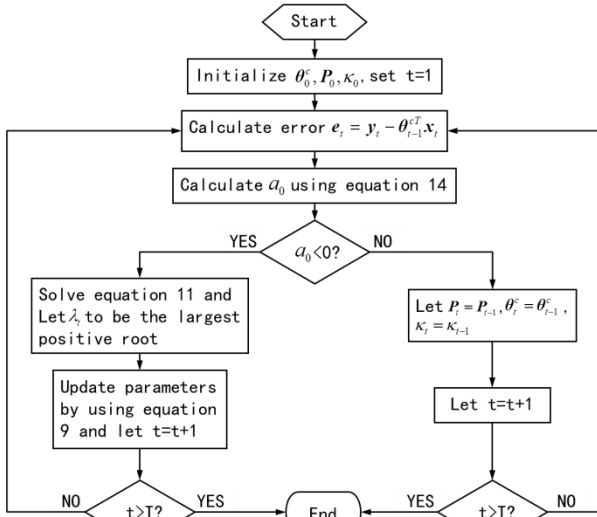 Start
Initialize θ₀ᶜ, P₀, κ₀, set t=1
Calculate error eₜ = yₜ − θₜ₋₁ᶜᵀxₜ
Calculate a₀ using equation 14
YES
a₀<0?
NO
Solve equation 11 and
Let λₜ to be the largest
positive root
Let Pₜ = Pₜ₋₁, θₜᶜ = θₜ₋₁ᶜ ,
κₜ = κₜ₋₁
Update parameters
by using equation
9 and let t=t+1
Let t=t+1
NO
t>T?
YES
End
YES
t>T?
NO